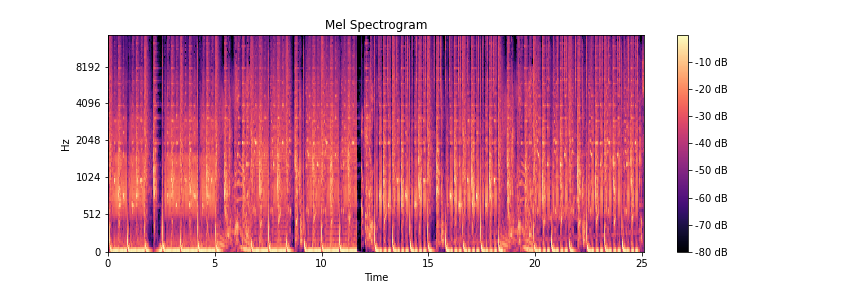 Mel Spectrogram
Hz
8192
4096
2048
1024
512
0
0 5 10 15 20 25
Time
-10 dB
-20 dB
-30 dB
-40 dB
-50 dB
-60 dB
-70 dB
-80 dB